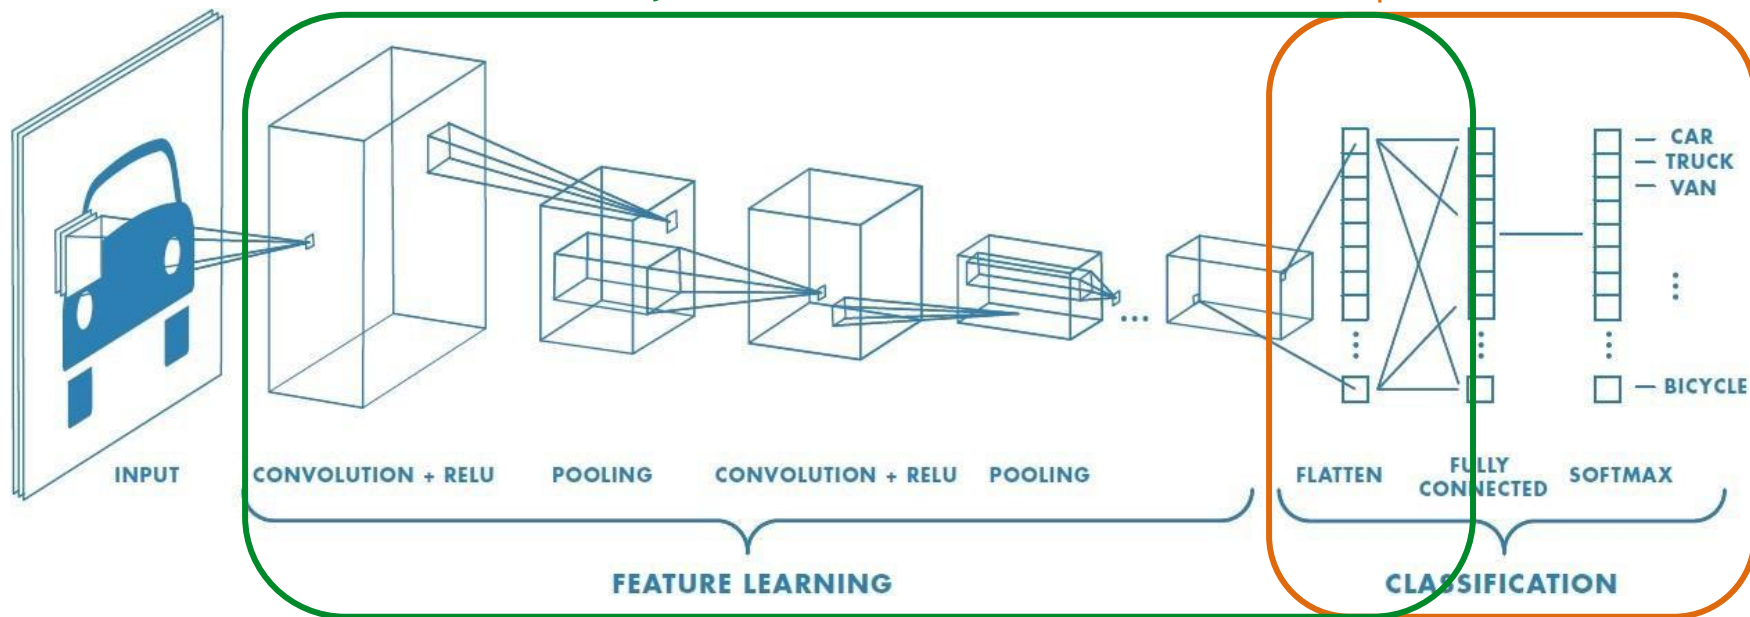 CAR
TRUCK
VAN
BICYCLE
INPUT
CONVOLUTION + RELU
POOLING
CONVOLUTION + RELU
POOLING
FLATTEN
FULLY
CONNECTED
SOFTMAX
FEATURE LEARNING
CLASSIFICATION